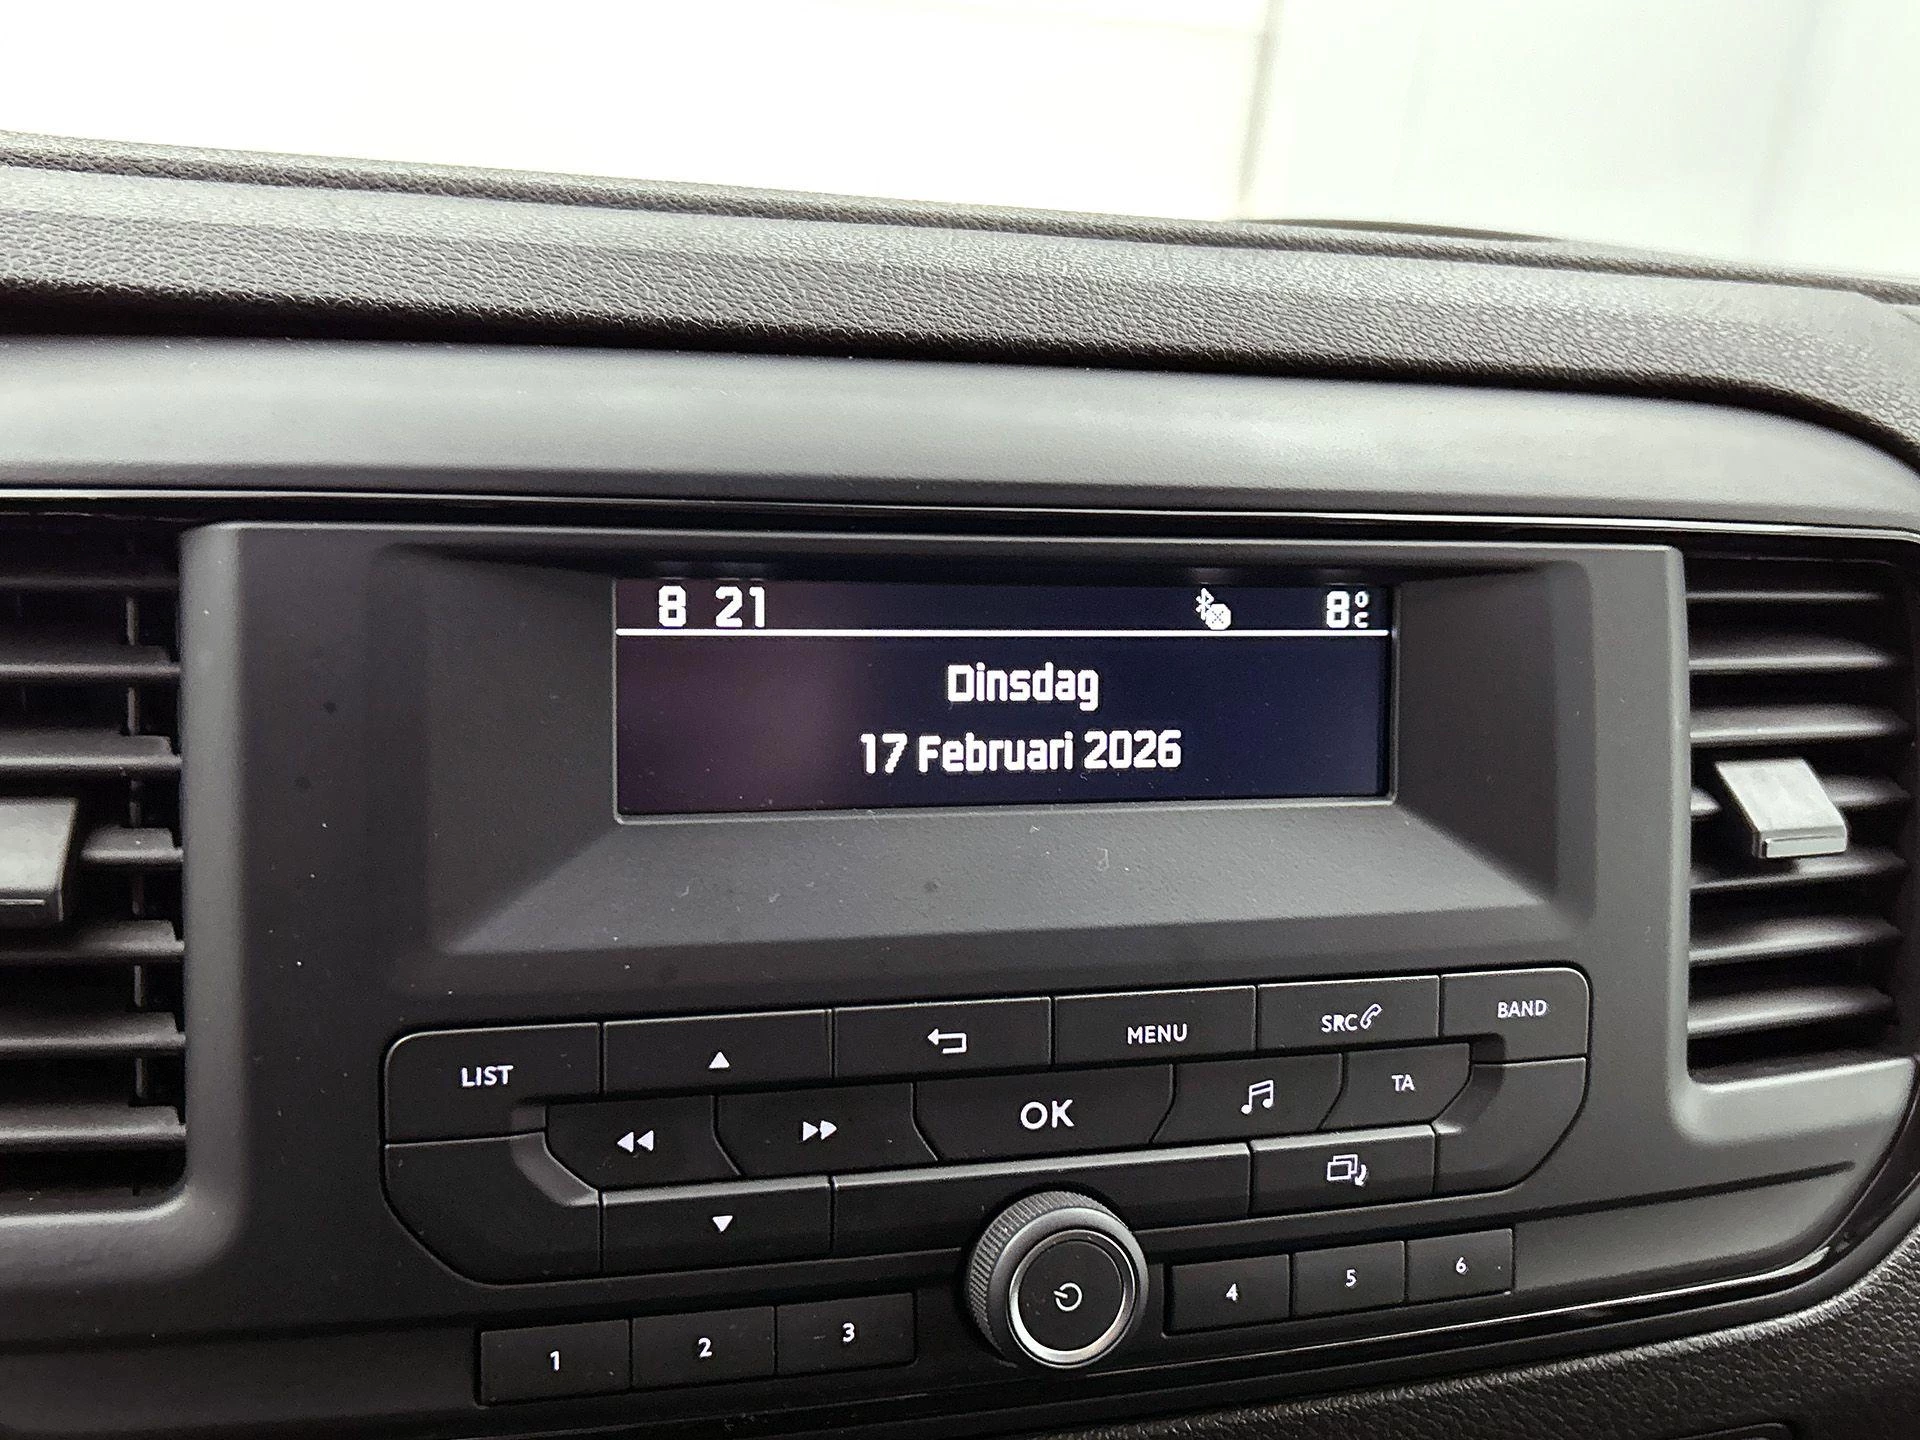 8 21 8°C
Dinsdag
17 Februari 2026
LIST MENU SRC BAND
OK TA
1 2 3 4 5 6